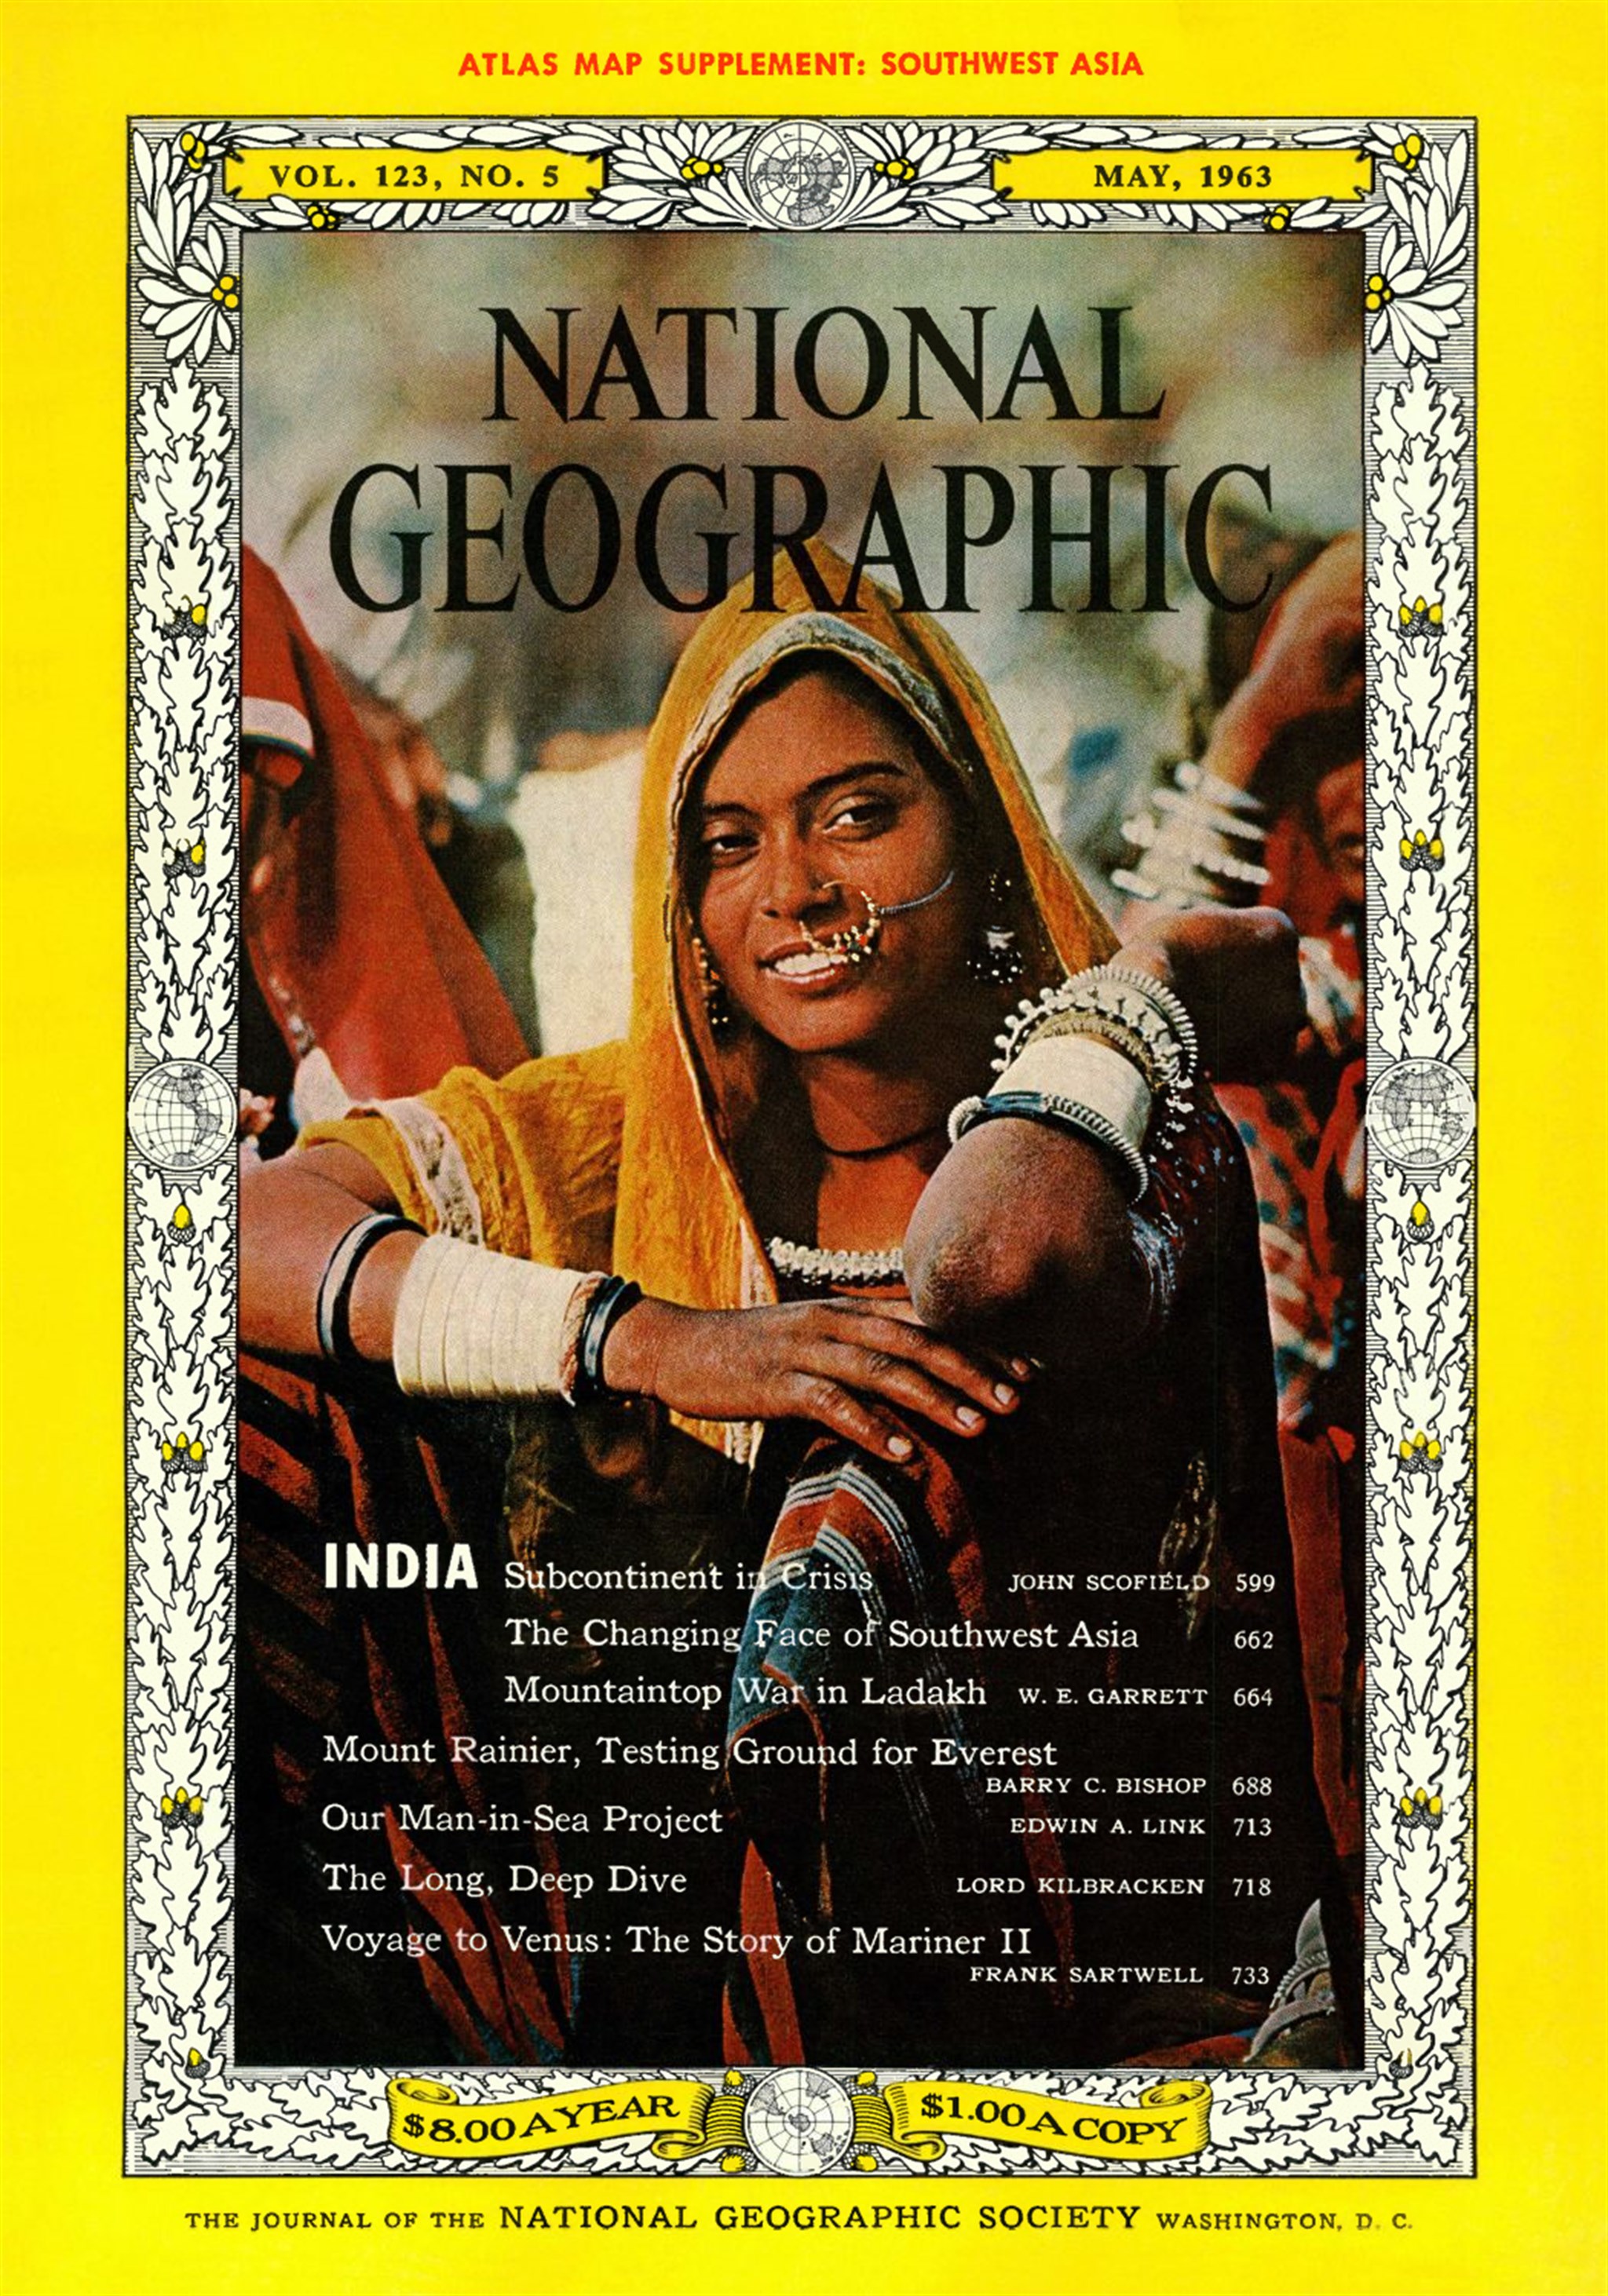 ATLAS MAP SUPPLEMENT: SOUTHWEST ASIA
VOL. 123, NO. 5
MAY, 1963
NATIONAL
GEOGRAPHIC
INDIA Subcontinent in Crisis JOHN SCOFIELD 599
The Changing Face of Southwest Asia 662
Mountaintop War in Ladakh W. E. GARRETT 664
Mount Rainier, Testing Ground for Everest
BARRY C. BISHOP 688
Our Man-in-Sea Project EDWIN A. LINK 713
The Long, Deep Dive LORD KILBRACKEN 718
Voyage to Venus: The Story of Mariner II
FRANK SARTWELL 733
$8.00 A YEAR
$1.00 A COPY
THE JOURNAL OF THE NATIONAL GEOGRAPHIC SOCIETY WASHINGTON, D. C.